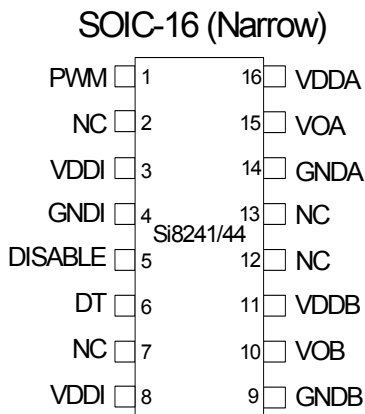 SOIC-16 (Narrow)
PWM 1 16 VDDA
NC 2 15 VOA
VDDI 3 14 GNDA
GNDI 4 13 NC
Si8241/44
DISABLE 5 12 NC
DT 6 11 VDDB
NC 7 10 VOB
VDDI 8 9 GNDB